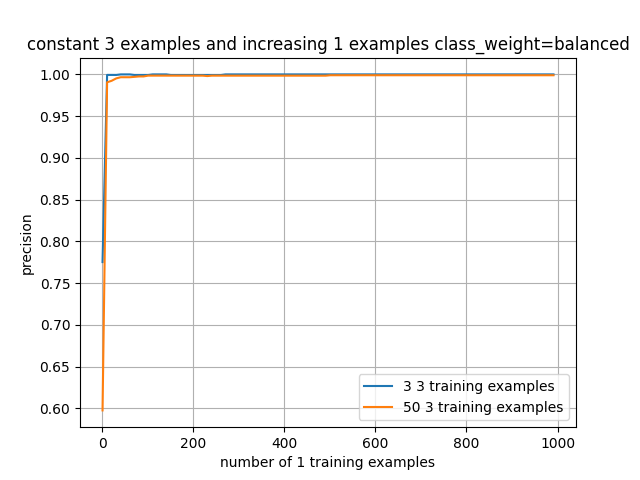 constant 3 examples and increasing 1 examples class_weight=balanced
1.00
0.95
0.90
0.85
0.80
0.75
0.70
0.65
0.60
precision
3 3 training examples
50 3 training examples
0 200 400 600 800 1000
number of 1 training examples